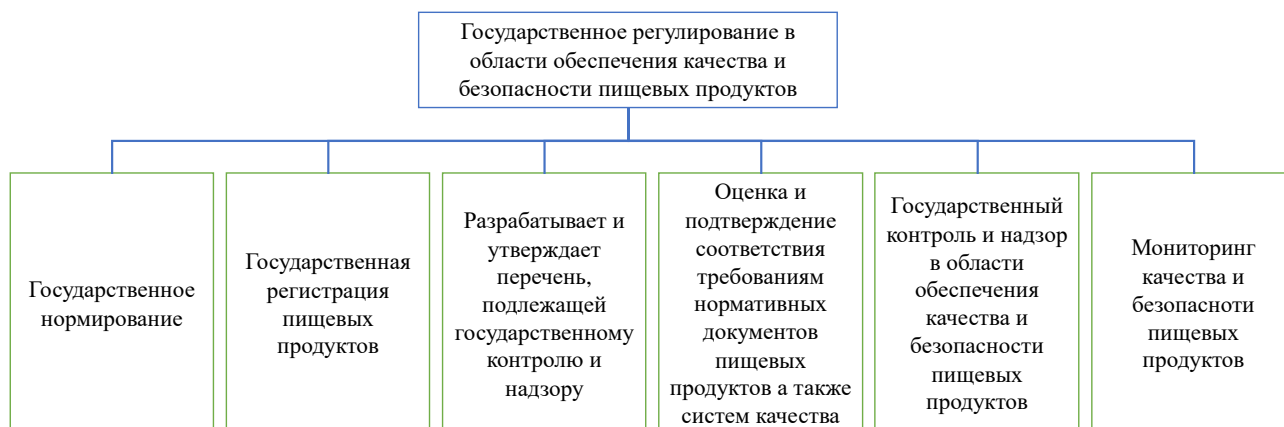 Государственное регулирование в
области обеспечения качества и
безопасности пищевых продуктов
Государственное
нормирование
Государственная
регистрация
пищевых
продуктов
Разрабатывает и
утверждает
перечень,
подлежащей
государственному
контролю и
надзору
Оценка и
подтверждение
соответствия
требованиям
нормативных
документов
пищевых
продуктов а также
систем качества
Государственный
контроль и надзор
в области
обеспечения
качества и
безопасности
пищевых
продуктов
Мониторинг
качества и
безопасноти
пищевых
продуктов